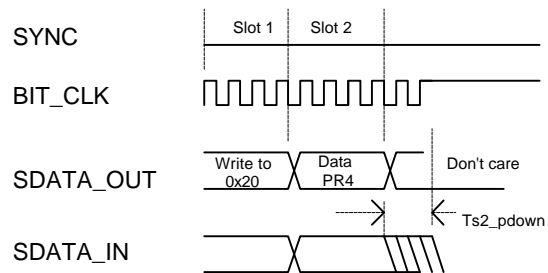 SYNC
Slot 1
Slot 2
BIT_CLK
SDATA_OUT
Write to
0x20
Data
PR4
Don't care
Ts2_pdown
SDATA_IN